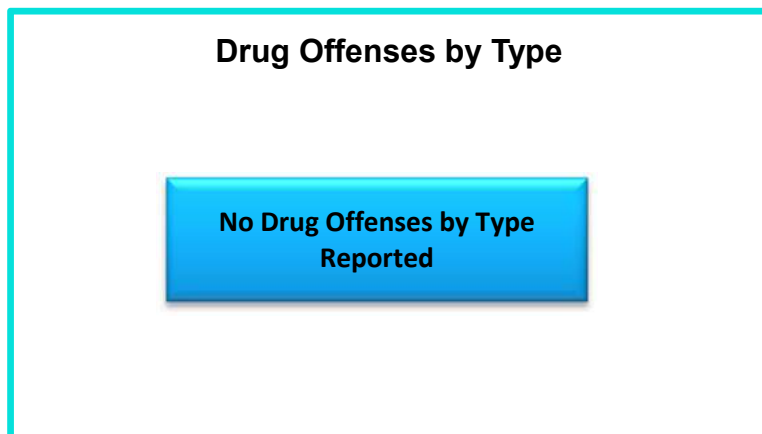 Drug Offenses by Type
No Drug Offenses by Type
Reported